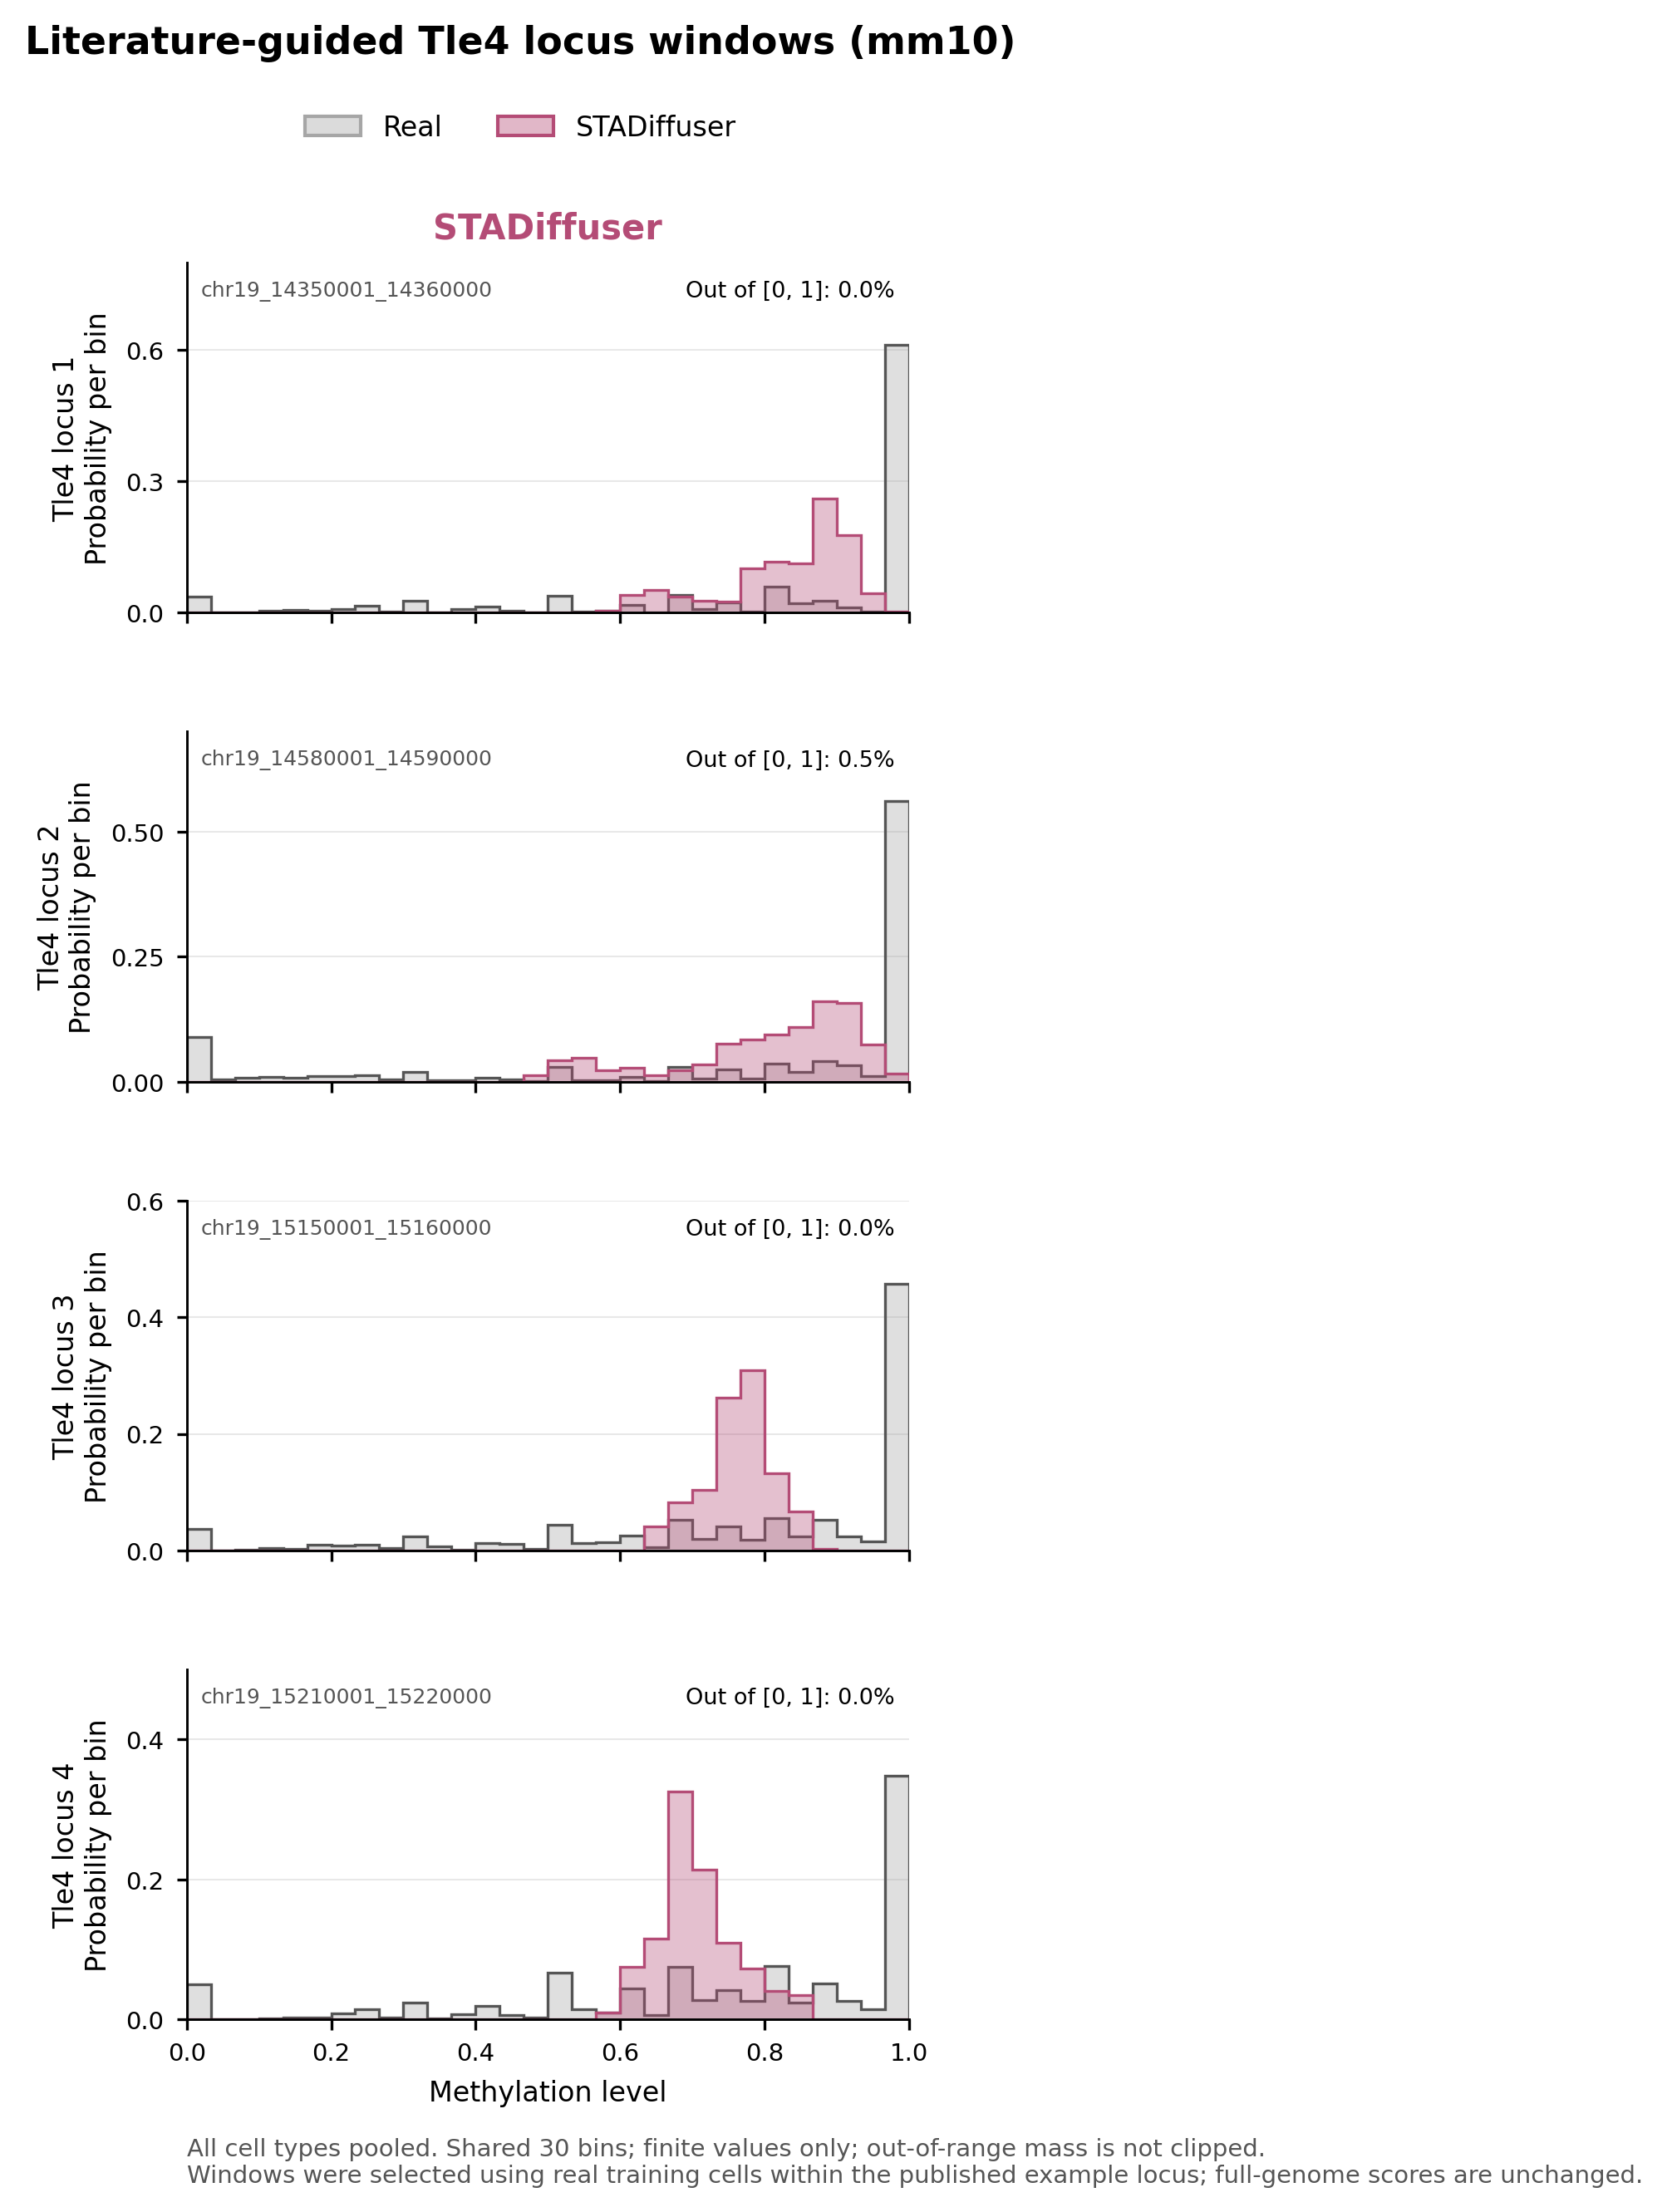 Literature-guided Tle4 locus windows (mm10)
Real
STADiffuser
STADiffuser
chr19_14350001_14360000
Out of [0, 1]: 0.0%
Tle4 locus 1
Probability per bin
0.6
0.3
0.0
chr19_14580001_14590000
Out of [0, 1]: 0.5%
Tle4 locus 2
Probability per bin
0.50
0.25
0.00
chr19_15150001_15160000
Out of [0, 1]: 0.0%
Tle4 locus 3
Probability per bin
0.6
0.4
0.2
0.0
chr19_15210001_15220000
Out of [0, 1]: 0.0%
Tle4 locus 4
Probability per bin
0.4
0.2
0.0
0.0 0.2 0.4 0.6 0.8 1.0
Methylation level
All cell types pooled. Shared 30 bins; finite values only; out-of-range mass is not clipped.
Windows were selected using real training cells within the published example locus; full-genome scores are unchanged.